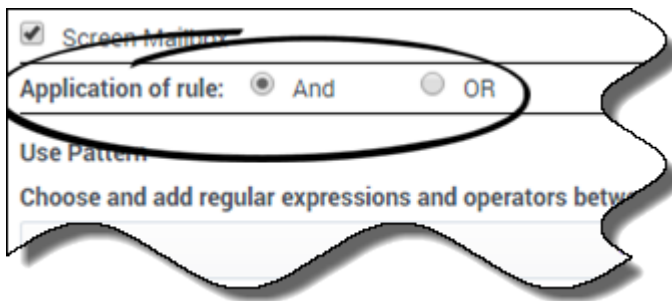 Screen Mailbox
Application of rule: And OR
Use Pattern
Choose and add regular expressions and operators betw